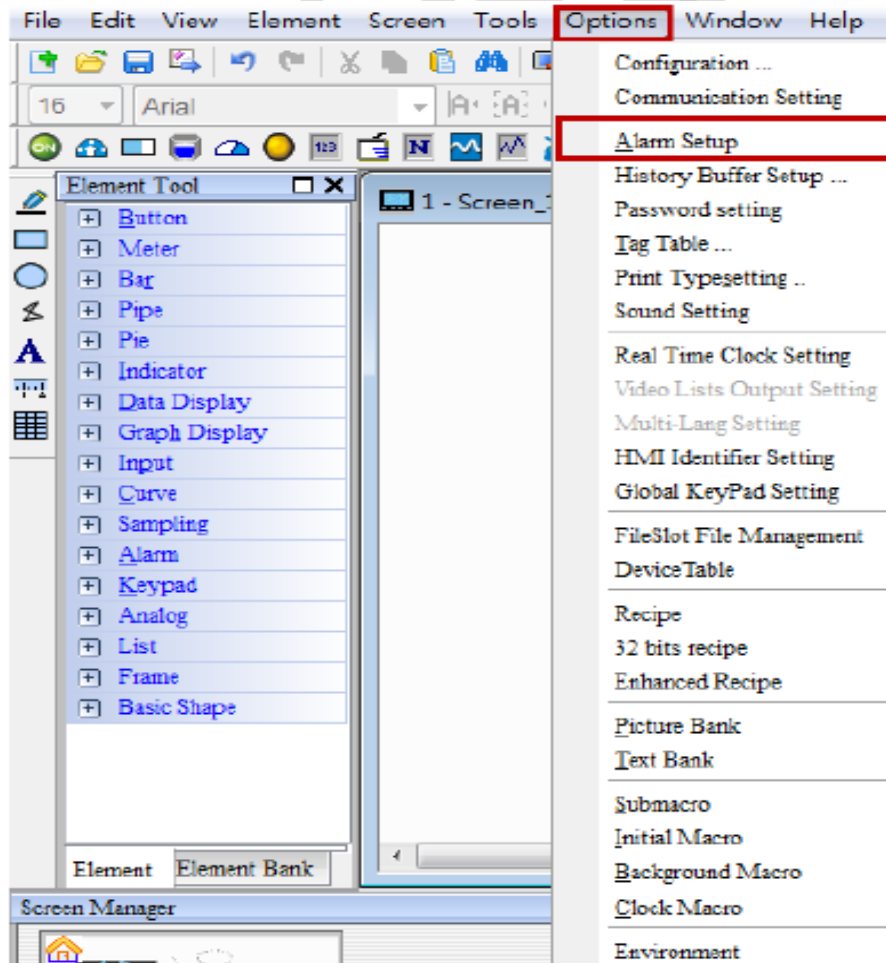 File Edit View Element Screen Tools Options Window Help
16 Arial
Element Tool
Button
Meter
Bar
Pipe
Pie
Indicator
Data Display
Graph Display
Input
Curve
Sampling
Alarm
Keypad
Analog
List
Frame
Basic Shape
Element Element Bank
Screen Manager
1 - Screen_
Configuration ...
Communication Setting
Alarm Setup
History Buffer Setup ...
Password setting
Tag Table ...
Print Typesetting ..
Sound Setting
Real Time Clock Setting
Video Lists Output Setting
Multi-Lang Setting
HMI Identifier Setting
Global KeyPad Setting
FileSlot File Management
DeviceTable
Recipe
32 bits recipe
Enhanced Recipe
Picture Bank
Text Bank
Submacro
Initial Macro
Background Macro
Clock Macro
Environment